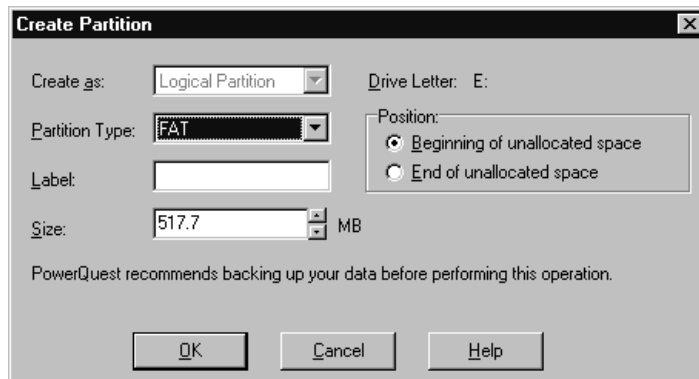 Create Partition
Create as: Logical Partition Drive Letter: E:
Partition Type: FAT
Position:
Beginning of unallocated space
End of unallocated space
Label:
Size: 517.7 MB
PowerQuest recommends backing up your data before performing this operation.
OK Cancel Help